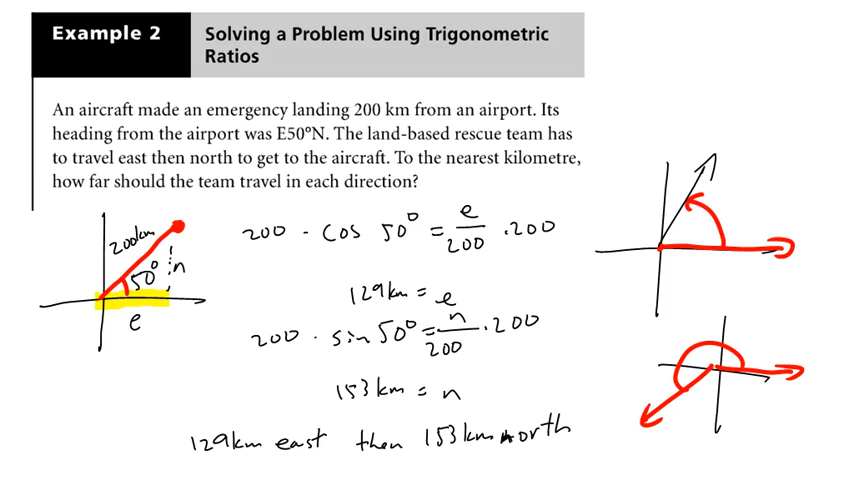 Example 2
Solving a Problem Using Trigonometric
Ratios
An aircraft made an emergency landing 200 km from an airport. Its
heading from the airport was E50°N. The land-based rescue team has
to travel east then north to get to the aircraft. To the nearest kilometre,
how far should the team travel in each direction?
200km
50°
n
e
200 · cos 50° = e/200 · 200
129km = e
200 · sin 50° = n/200 · 200
153km = n
129km east then 153km north